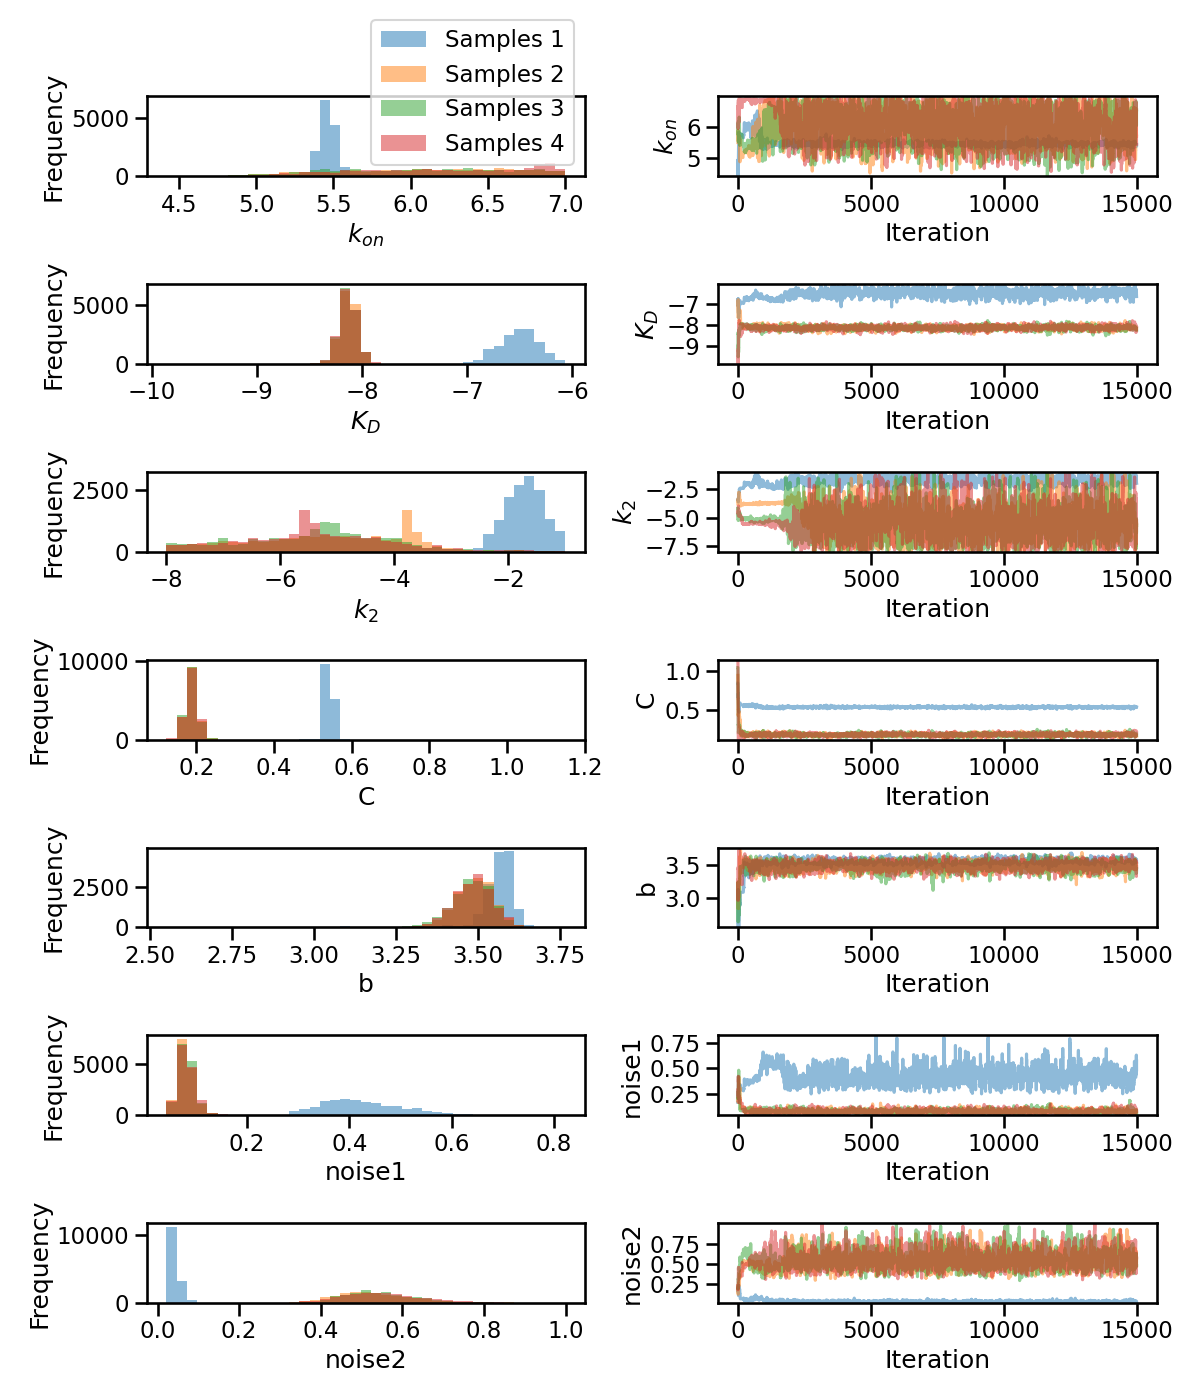 Samples 1
Samples 2
Samples 3
Samples 4
Frequency
5000
0
4.5 5.0 5.5 6.0 6.5 7.0
k_on
k_on
6
5
0 5000 10000 15000
Iteration
Frequency
5000
0
−10 −9 −8 −7 −6
K_D
K_D
−7
−8
−9
0 5000 10000 15000
Iteration
Frequency
2500
0
−8 −6 −4 −2
k_2
k_2
−2.5
−5.0
−7.5
0 5000 10000 15000
Iteration
Frequency
10000
0
0.2 0.4 0.6 0.8 1.0 1.2
C
C
1.0
0.5
0 5000 10000 15000
Iteration
Frequency
2500
0
2.50 2.75 3.00 3.25 3.50 3.75
b
b
3.5
3.0
0 5000 10000 15000
Iteration
Frequency
5000
0
0.2 0.4 0.6 0.8
noise1
noise1
0.75
0.50
0.25
0 5000 10000 15000
Iteration
Frequency
10000
0
0.0 0.2 0.4 0.6 0.8 1.0
noise2
noise2
0.75
0.50
0.25
0 5000 10000 15000
Iteration